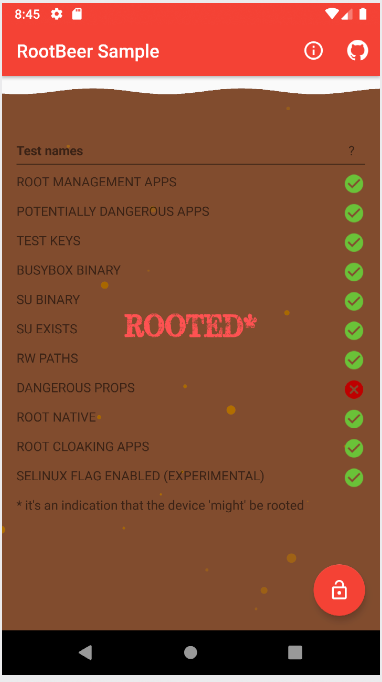 8:45
RootBeer Sample
Test names ?
ROOT MANAGEMENT APPS
POTENTIALLY DANGEROUS APPS
TEST KEYS
BUSYBOX BINARY
SU BINARY
ROOTED*
SU EXISTS
RW PATHS
DANGEROUS PROPS
ROOT NATIVE
ROOT CLOAKING APPS
SELINUX FLAG ENABLED (EXPERIMENTAL)
* it's an indication that the device 'might' be rooted